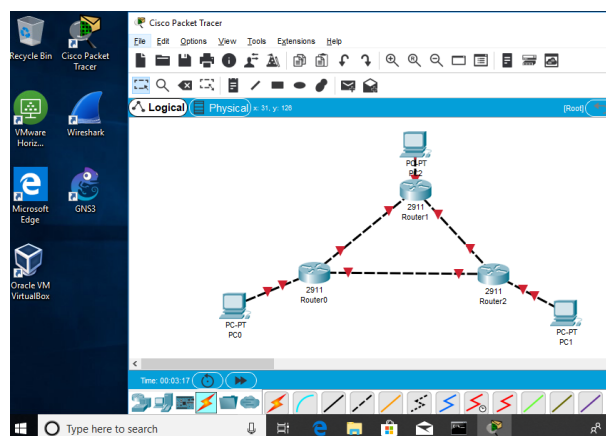 Cisco Packet Tracer
File Edit Options View Tools Extensions Help
Logical
Physical
x: 31, y: 126
[Root]
Recycle Bin
Cisco Packet
Tracer
VMware
Horiz...
Wireshark
Microsoft
Edge
GNS3
Oracle VM
VirtualBox
PC-PT
PC2
2911
Router1
2911
Router0
2911
Router2
PC-PT
PC0
PC-PT
PC1
Time: 00:03:17
Type here to search